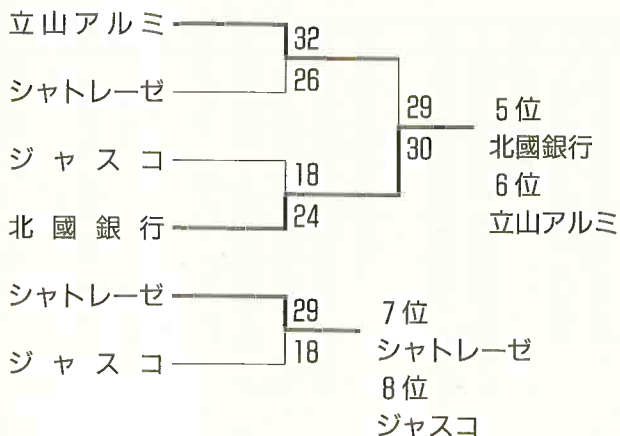 立山アルミ
32
26
シャトレーゼ
29
30
5位
北國銀行
6位
立山アルミ
ジャスコ
18
24
北國銀行
シャトレーゼ
29
18
ジャスコ
7位
シャトレーゼ
8位
ジャスコ